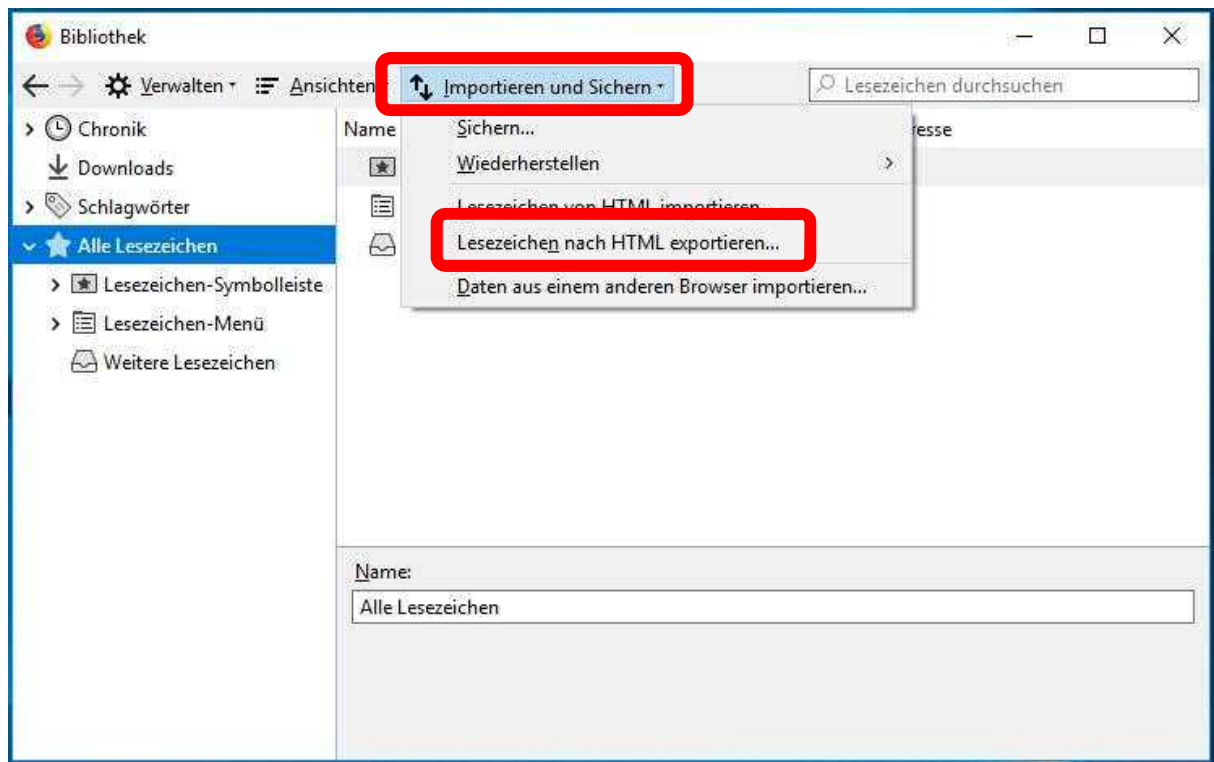 Bibliothek
Verwalten Ansichten Importieren und Sichern Lesezeichen durchsuchen
Chronik
Downloads
Schlagwörter
Alle Lesezeichen
Lesezeichen-Symbolleiste
Lesezeichen-Menü
Weitere Lesezeichen
Name resse
Sichern...
Wiederherstellen
Lesezeichen von HTML importieren...
Lesezeichen nach HTML exportieren...
Daten aus einem anderen Browser importieren...
Name:
Alle Lesezeichen